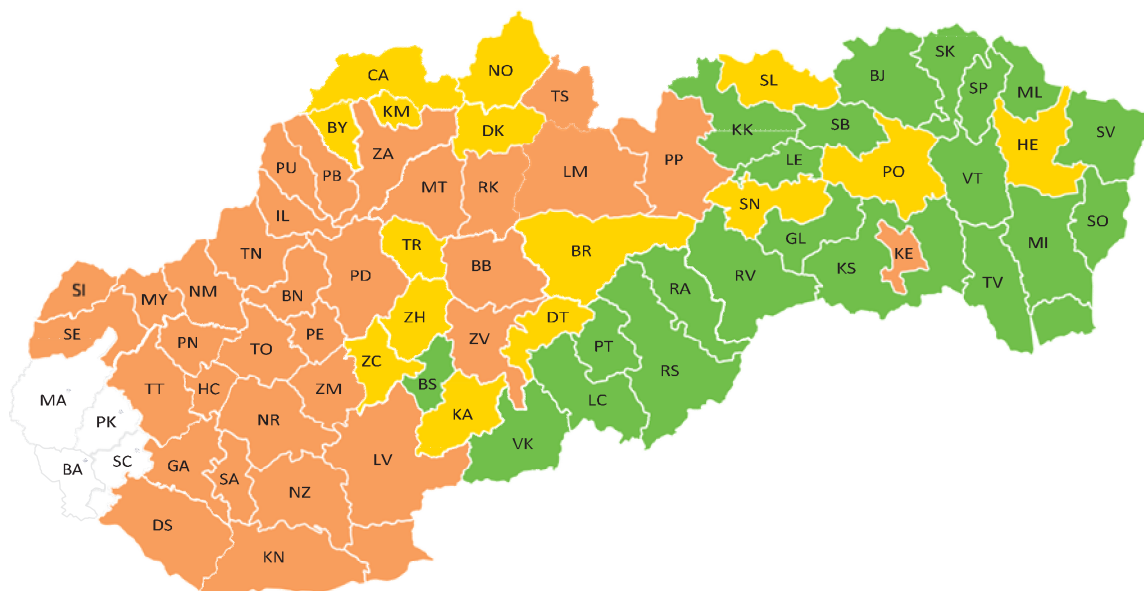 SK
NO
BJ
CA
SL
SP
ML
TS
KM
BY
DK
KK
SB
SV
HE
ZA
LE
PP
PU
PB
LM
PO
VT
MT
RK
SN
IL
SO
TR
GL
MI
BR
TN
BB
KE
PD
RV
KS
TV
SI
NM
MY
BN
RA
ZH
DT
SE
PN
PE
TO
ZV
PT
ZC
RS
BS
TT
HC
ZM
MA
LC
KA
PK
NR
VK
SC
BA
GA
LV
SA
NZ
DS
KN